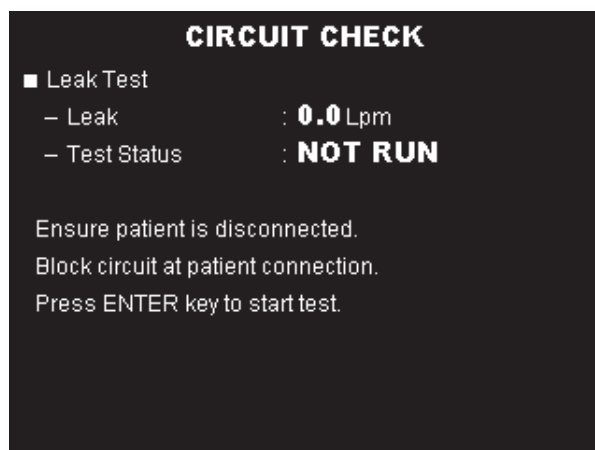 CIRCUIT CHECK
■ Leak Test
– Leak : 0.0 Lpm
– Test Status : NOT RUN
Ensure patient is disconnected.
Block circuit at patient connection.
Press ENTER key to start test.